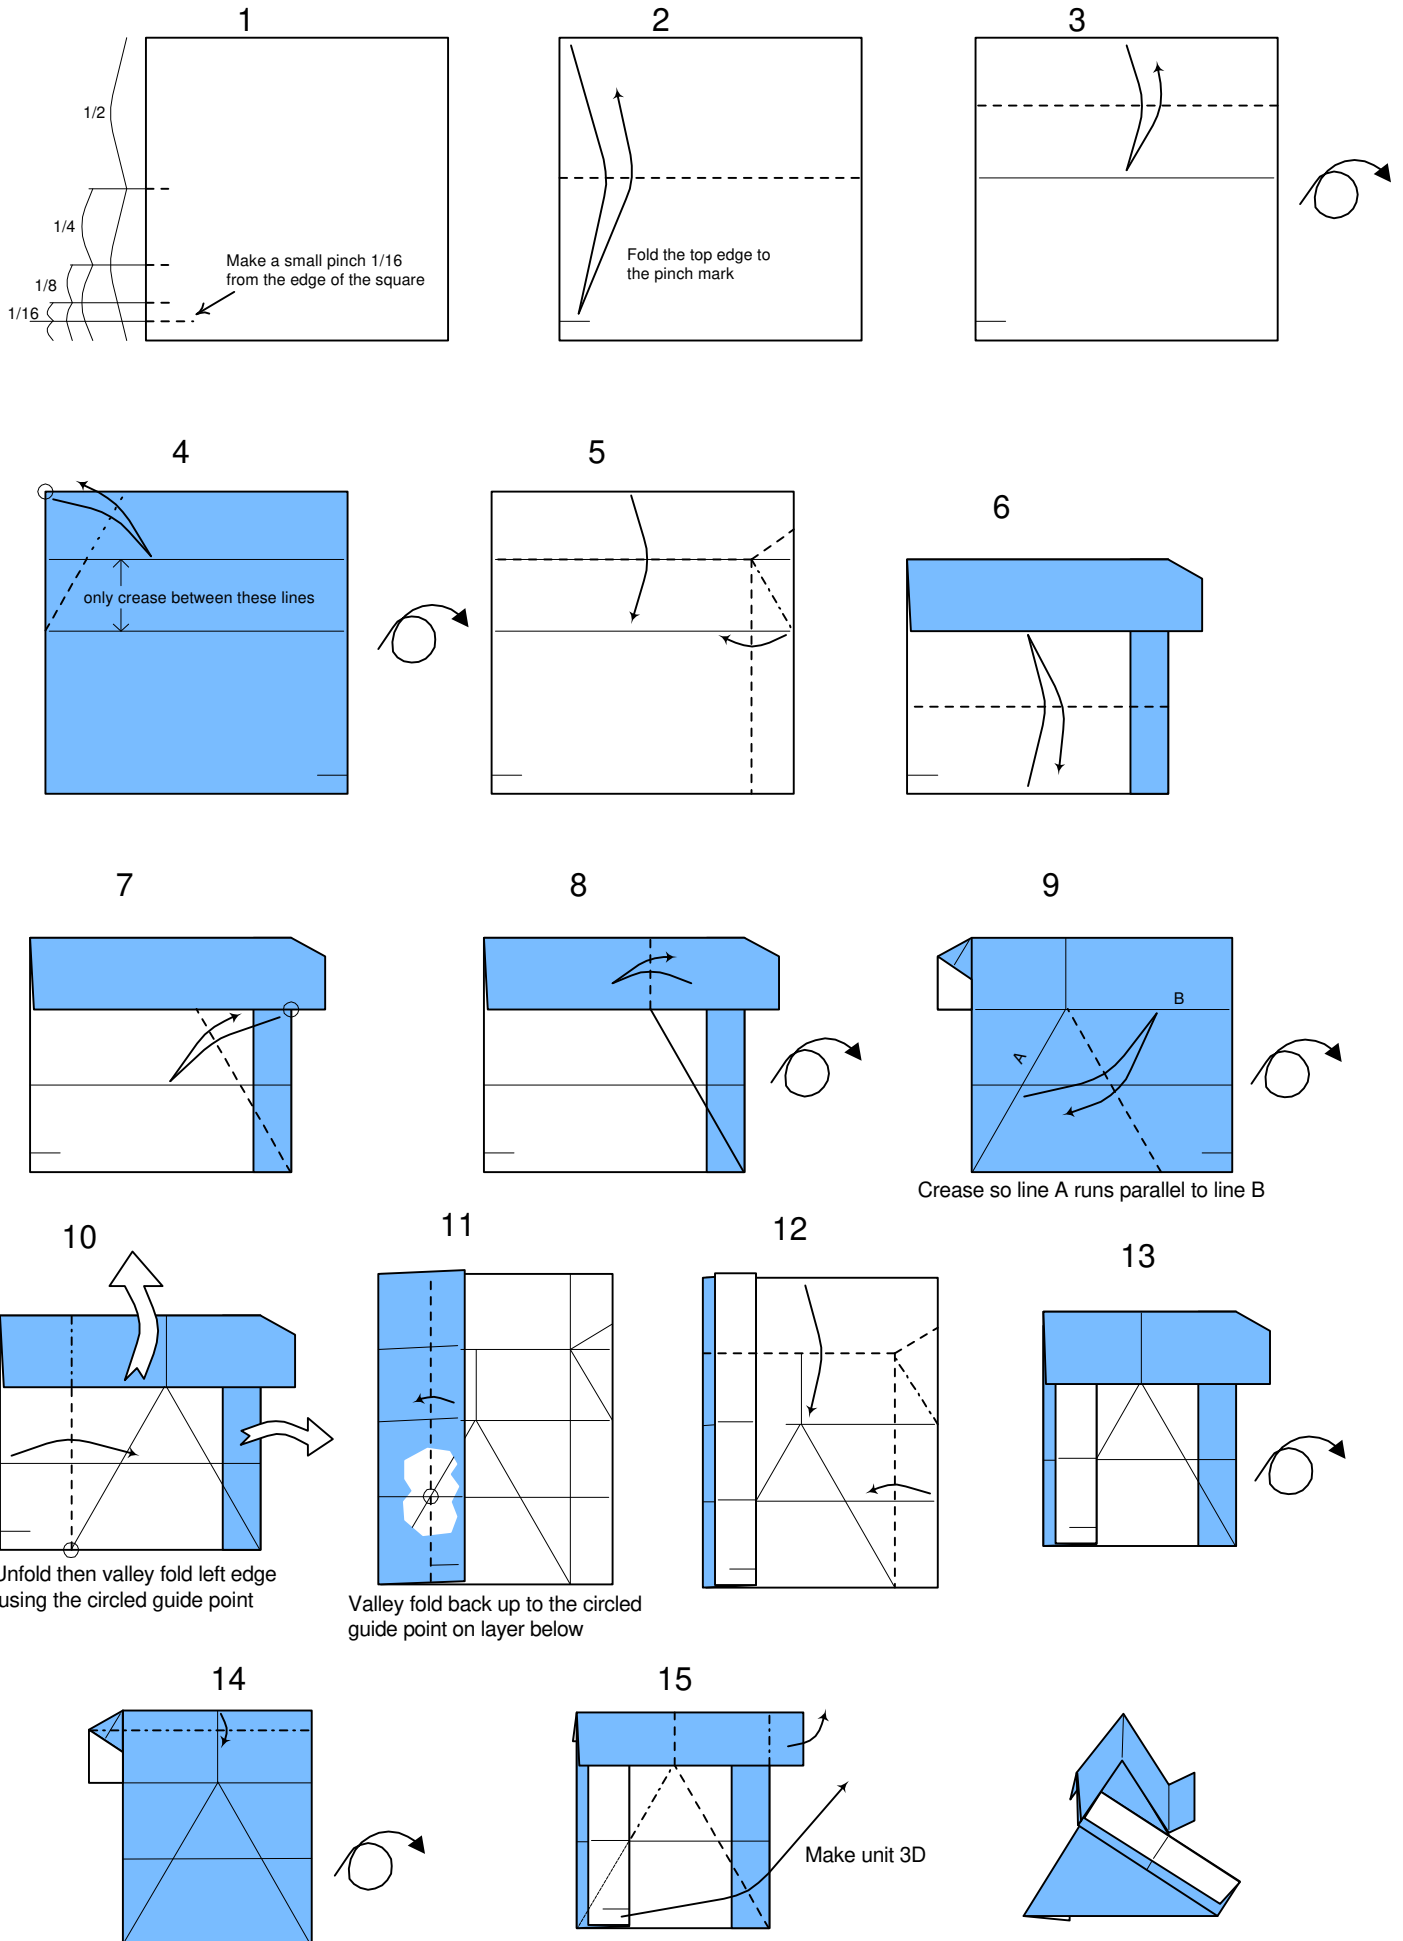 1
2
3
1/2
1/4
1/8
1/16
Make a small pinch 1/16
from the edge of the square
Fold the top edge to
the pinch mark
4
5
6
only crease between these lines
7
8
9
A
B
Crease so line A runs parallel to line B
10
11
12
13
Unfold then valley fold left edge
using the circled guide point
Valley fold back up to the circled
guide point on layer below
14
15
Make unit 3D